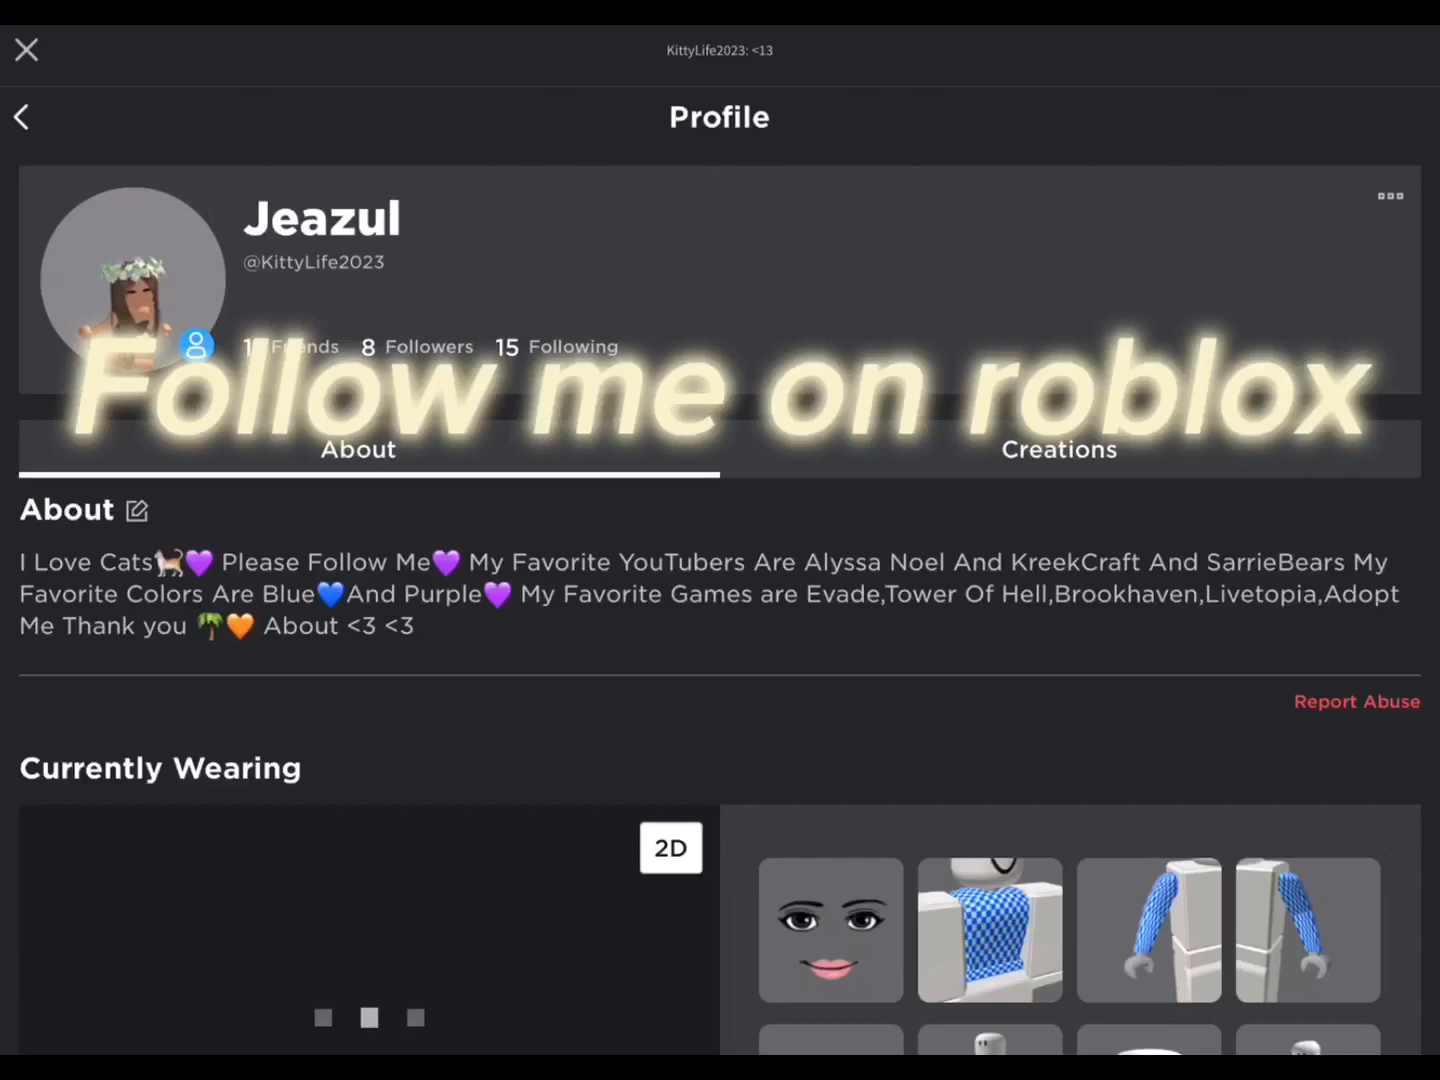 KittyLife2023: <13
Profile
Jeazul
@KittyLife2023
Friends 8 Followers 15 Following
Follow me on roblox
About Creations
About
I Love Cats🐈💜 Please Follow Me💜 My Favorite YouTubers Are Alyssa Noel And KreekCraft And SarrieBears My
Favorite Colors Are Blue💙And Purple💜 My Favorite Games are Evade,Tower Of Hell,Brookhaven,Livetopia,Adopt
Me Thank you 🌴🧡 About <3 <3
Report Abuse
Currently Wearing
2D